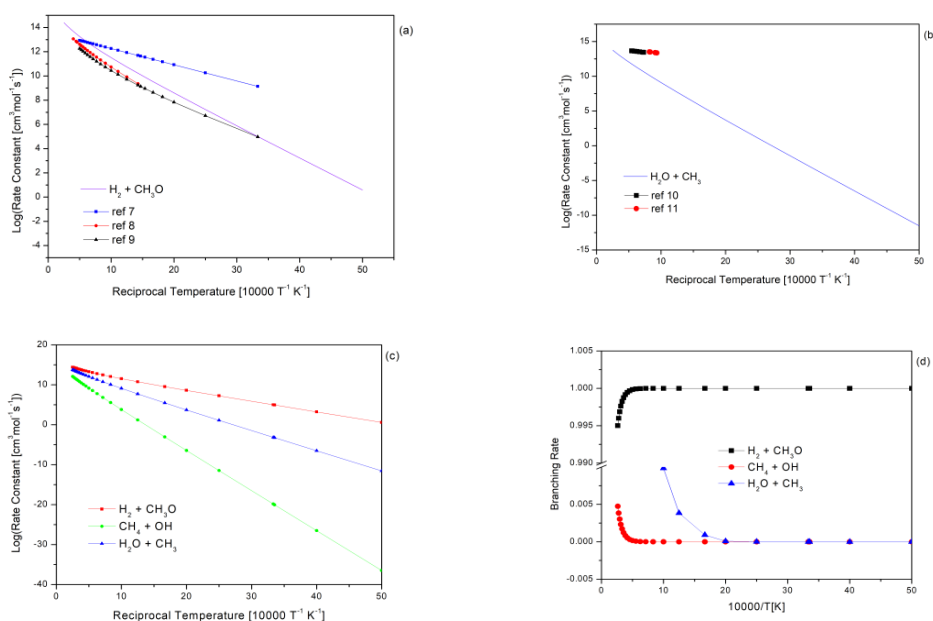 (a)
Log(Rate Constant [cm³mol⁻¹s⁻¹])
14
12
10
8
6
4
2
0
-2
-4
H₂ + CH₃O
ref 7
ref 8
ref 9
0 10 20 30 40 50
Reciprocal Temperature [10000 T⁻¹ K⁻¹]
(b
Log(Rate Constant) [cm³mol⁻¹s⁻¹])
20
15
10
5
0
-5
-10
-15
H₂O + CH₃
ref 10
ref 11
0 10 20 30 40 50
Reciprocal Temperature [10000 T⁻¹ K⁻¹]
(c)
Log(Rate Constant) [cm³mol⁻¹s⁻¹])
20
10
0
-10
-20
-30
-40
H₂ + CH₃O
CH₄ + OH
H₂O + CH₃
0 5 10 15 20 25 30 35 40 45 50
Reciprocal Temperature [10000 T⁻¹ K⁻¹]
(d)
Branching Rate
1.005
1.000
0.995
0.990
0.005
0.000
-0.005
H₂ + CH₃O
CH₄ + OH
H₂O + CH₃
0 10 20 30 40 50
10000/T[K]